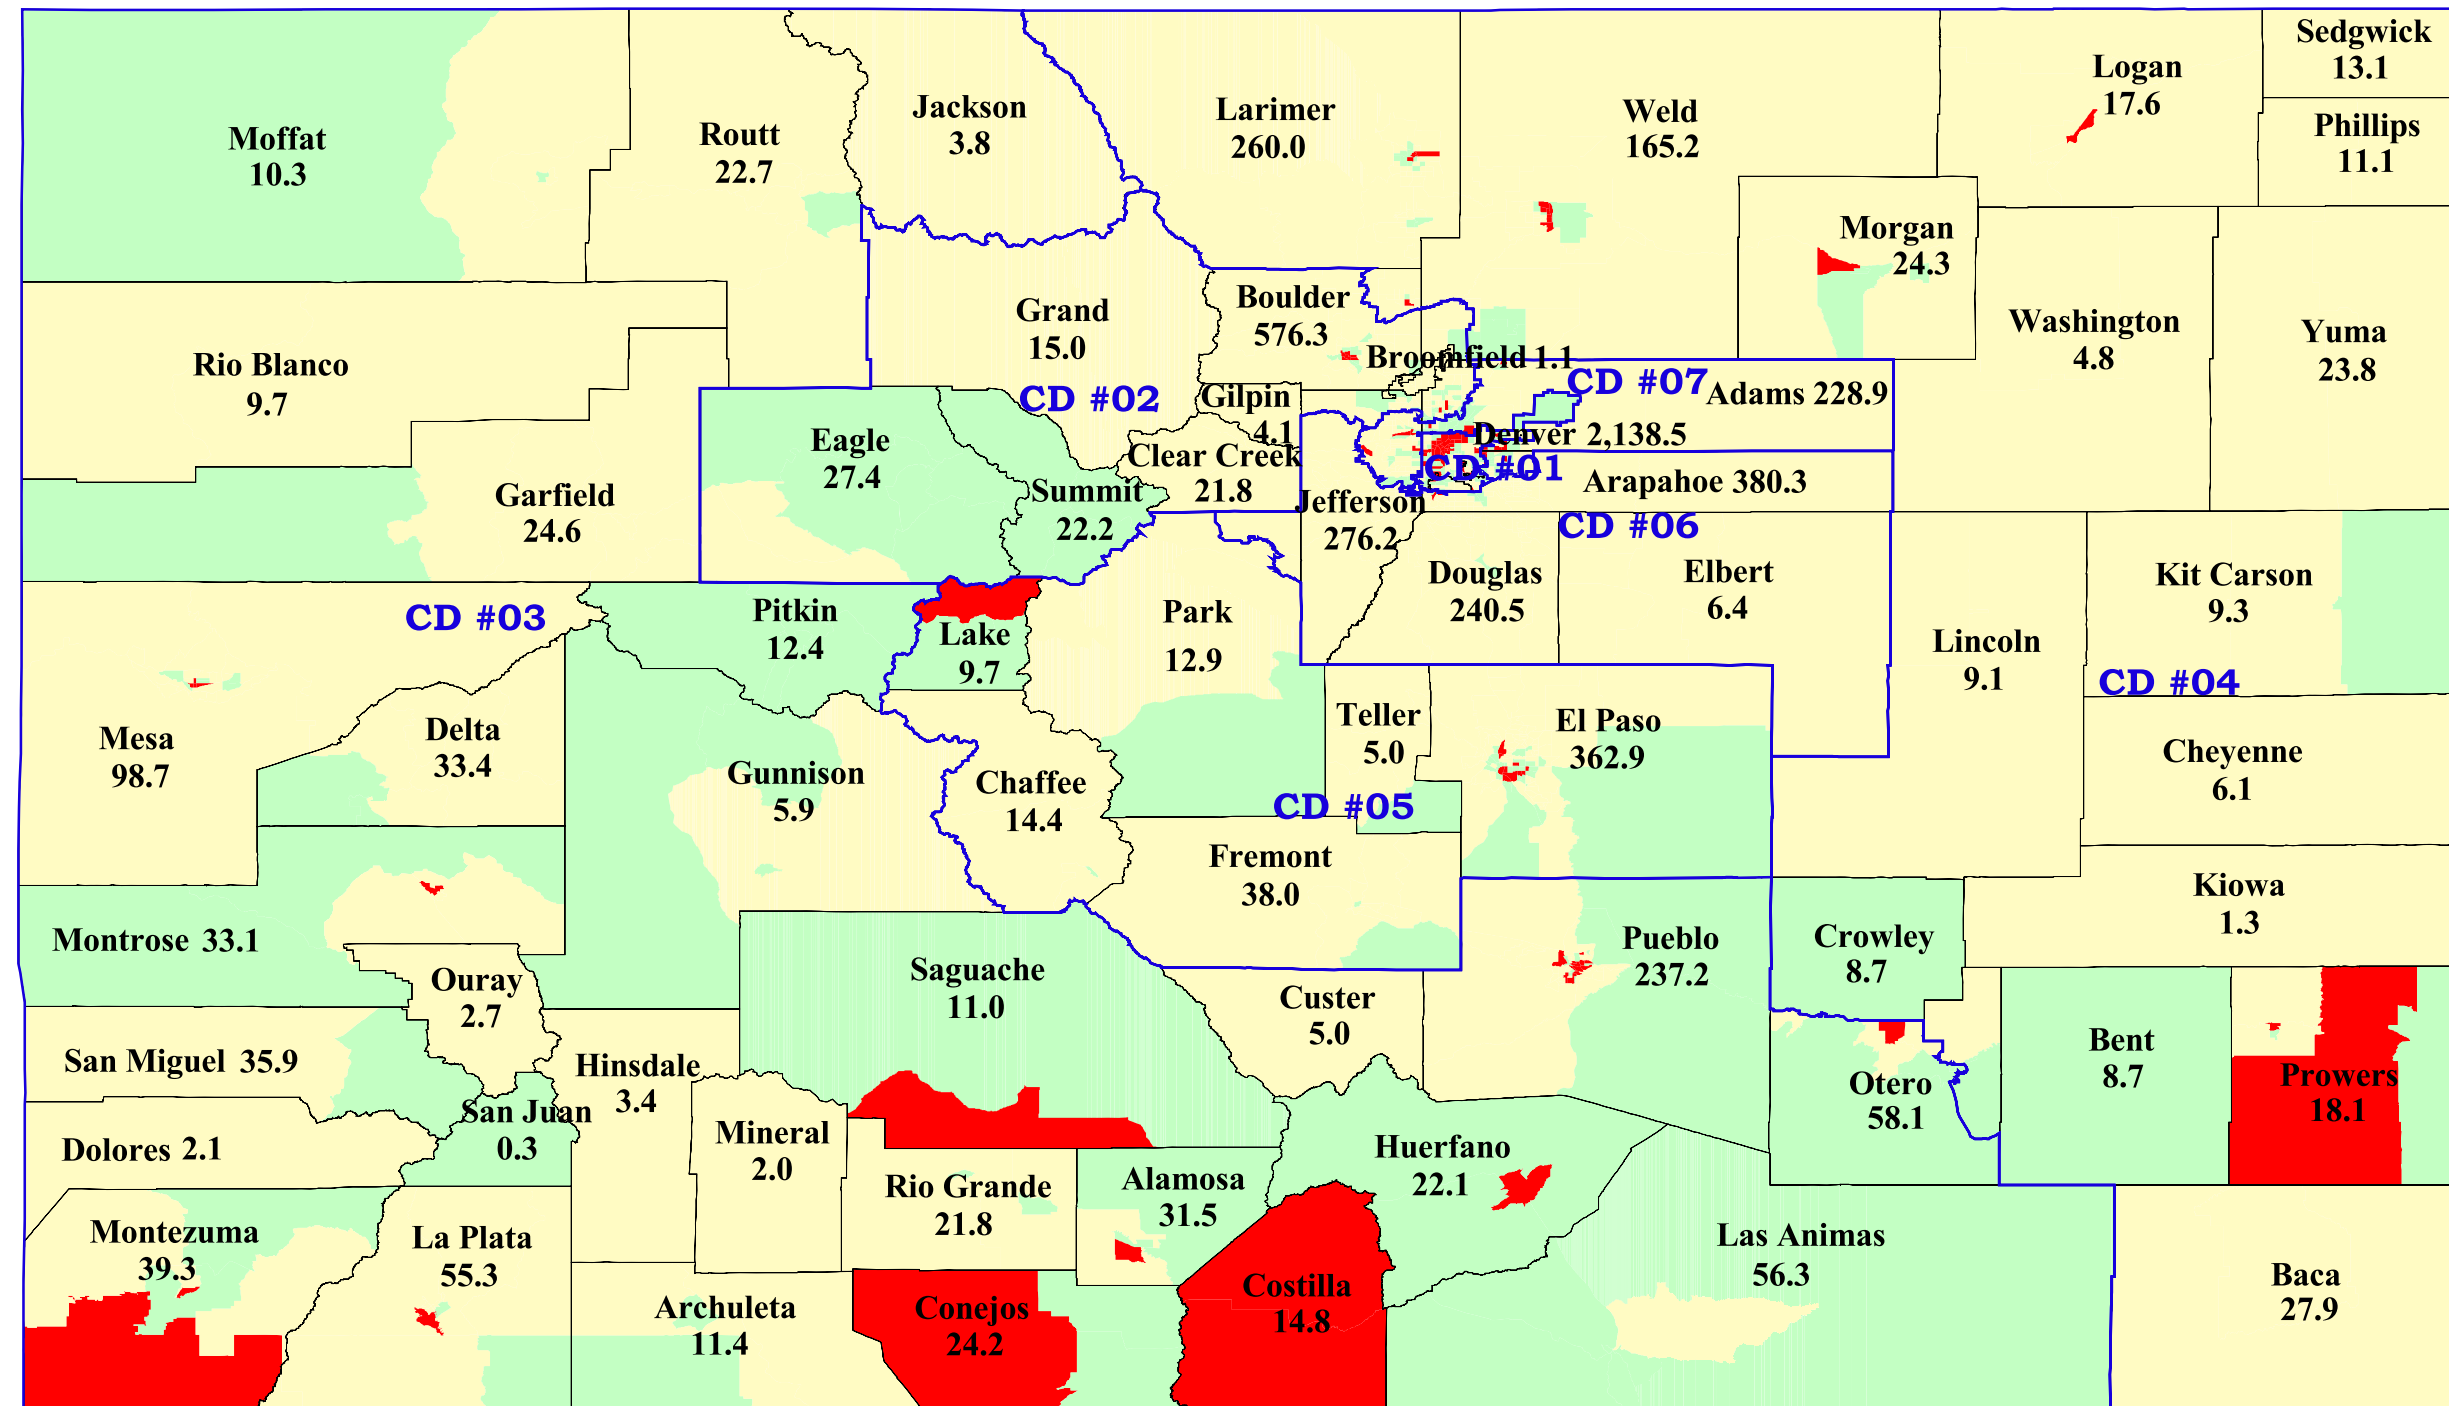 Sedgwick
13.1
Logan
17.6
Jackson
3.8
Larimer
260.0
Weld
165.2
Phillips
11.1
Moffat
10.3
Routt
22.7
Morgan
24.3
Grand
15.0
Boulder
576.3
Washington
4.8
Yuma
23.8
Rio Blanco
9.7
Broomfield 1.1
CD #02
Gilpin
4.1
CD #07
Adams 228.9
Eagle
27.4
Denver 2,138.5
Clear Creek
21.8
CD #01
Arapahoe 380.3
Summit
22.2
Garfield
24.6
Jefferson
276.2
CD #06
Douglas
240.5
Elbert
6.4
Kit Carson
9.3
CD #03
Pitkin
12.4
Lake
9.7
Park
12.9
Lincoln
9.1
CD #04
Mesa
98.7
Delta
33.4
Teller
5.0
El Paso
362.9
Cheyenne
6.1
Gunnison
5.9
Chaffee
14.4
CD #05
Fremont
38.0
Kiowa
1.3
Montrose 33.1
Pueblo
237.2
Crowley
8.7
Ouray
2.7
Saguache
11.0
Custer
5.0
San Miguel 35.9
Hinsdale
3.4
Bent
8.7
Otero
58.1
Prowers
18.1
San Juan
0.3
Dolores 2.1
Mineral
2.0
Huerfano
22.1
Rio Grande
21.8
Alamosa
31.5
Montezuma
39.3
La Plata
55.3
Las Animas
56.3
Archuleta
11.4
Conejos
24.2
Costilla
14.8
Baca
27.9